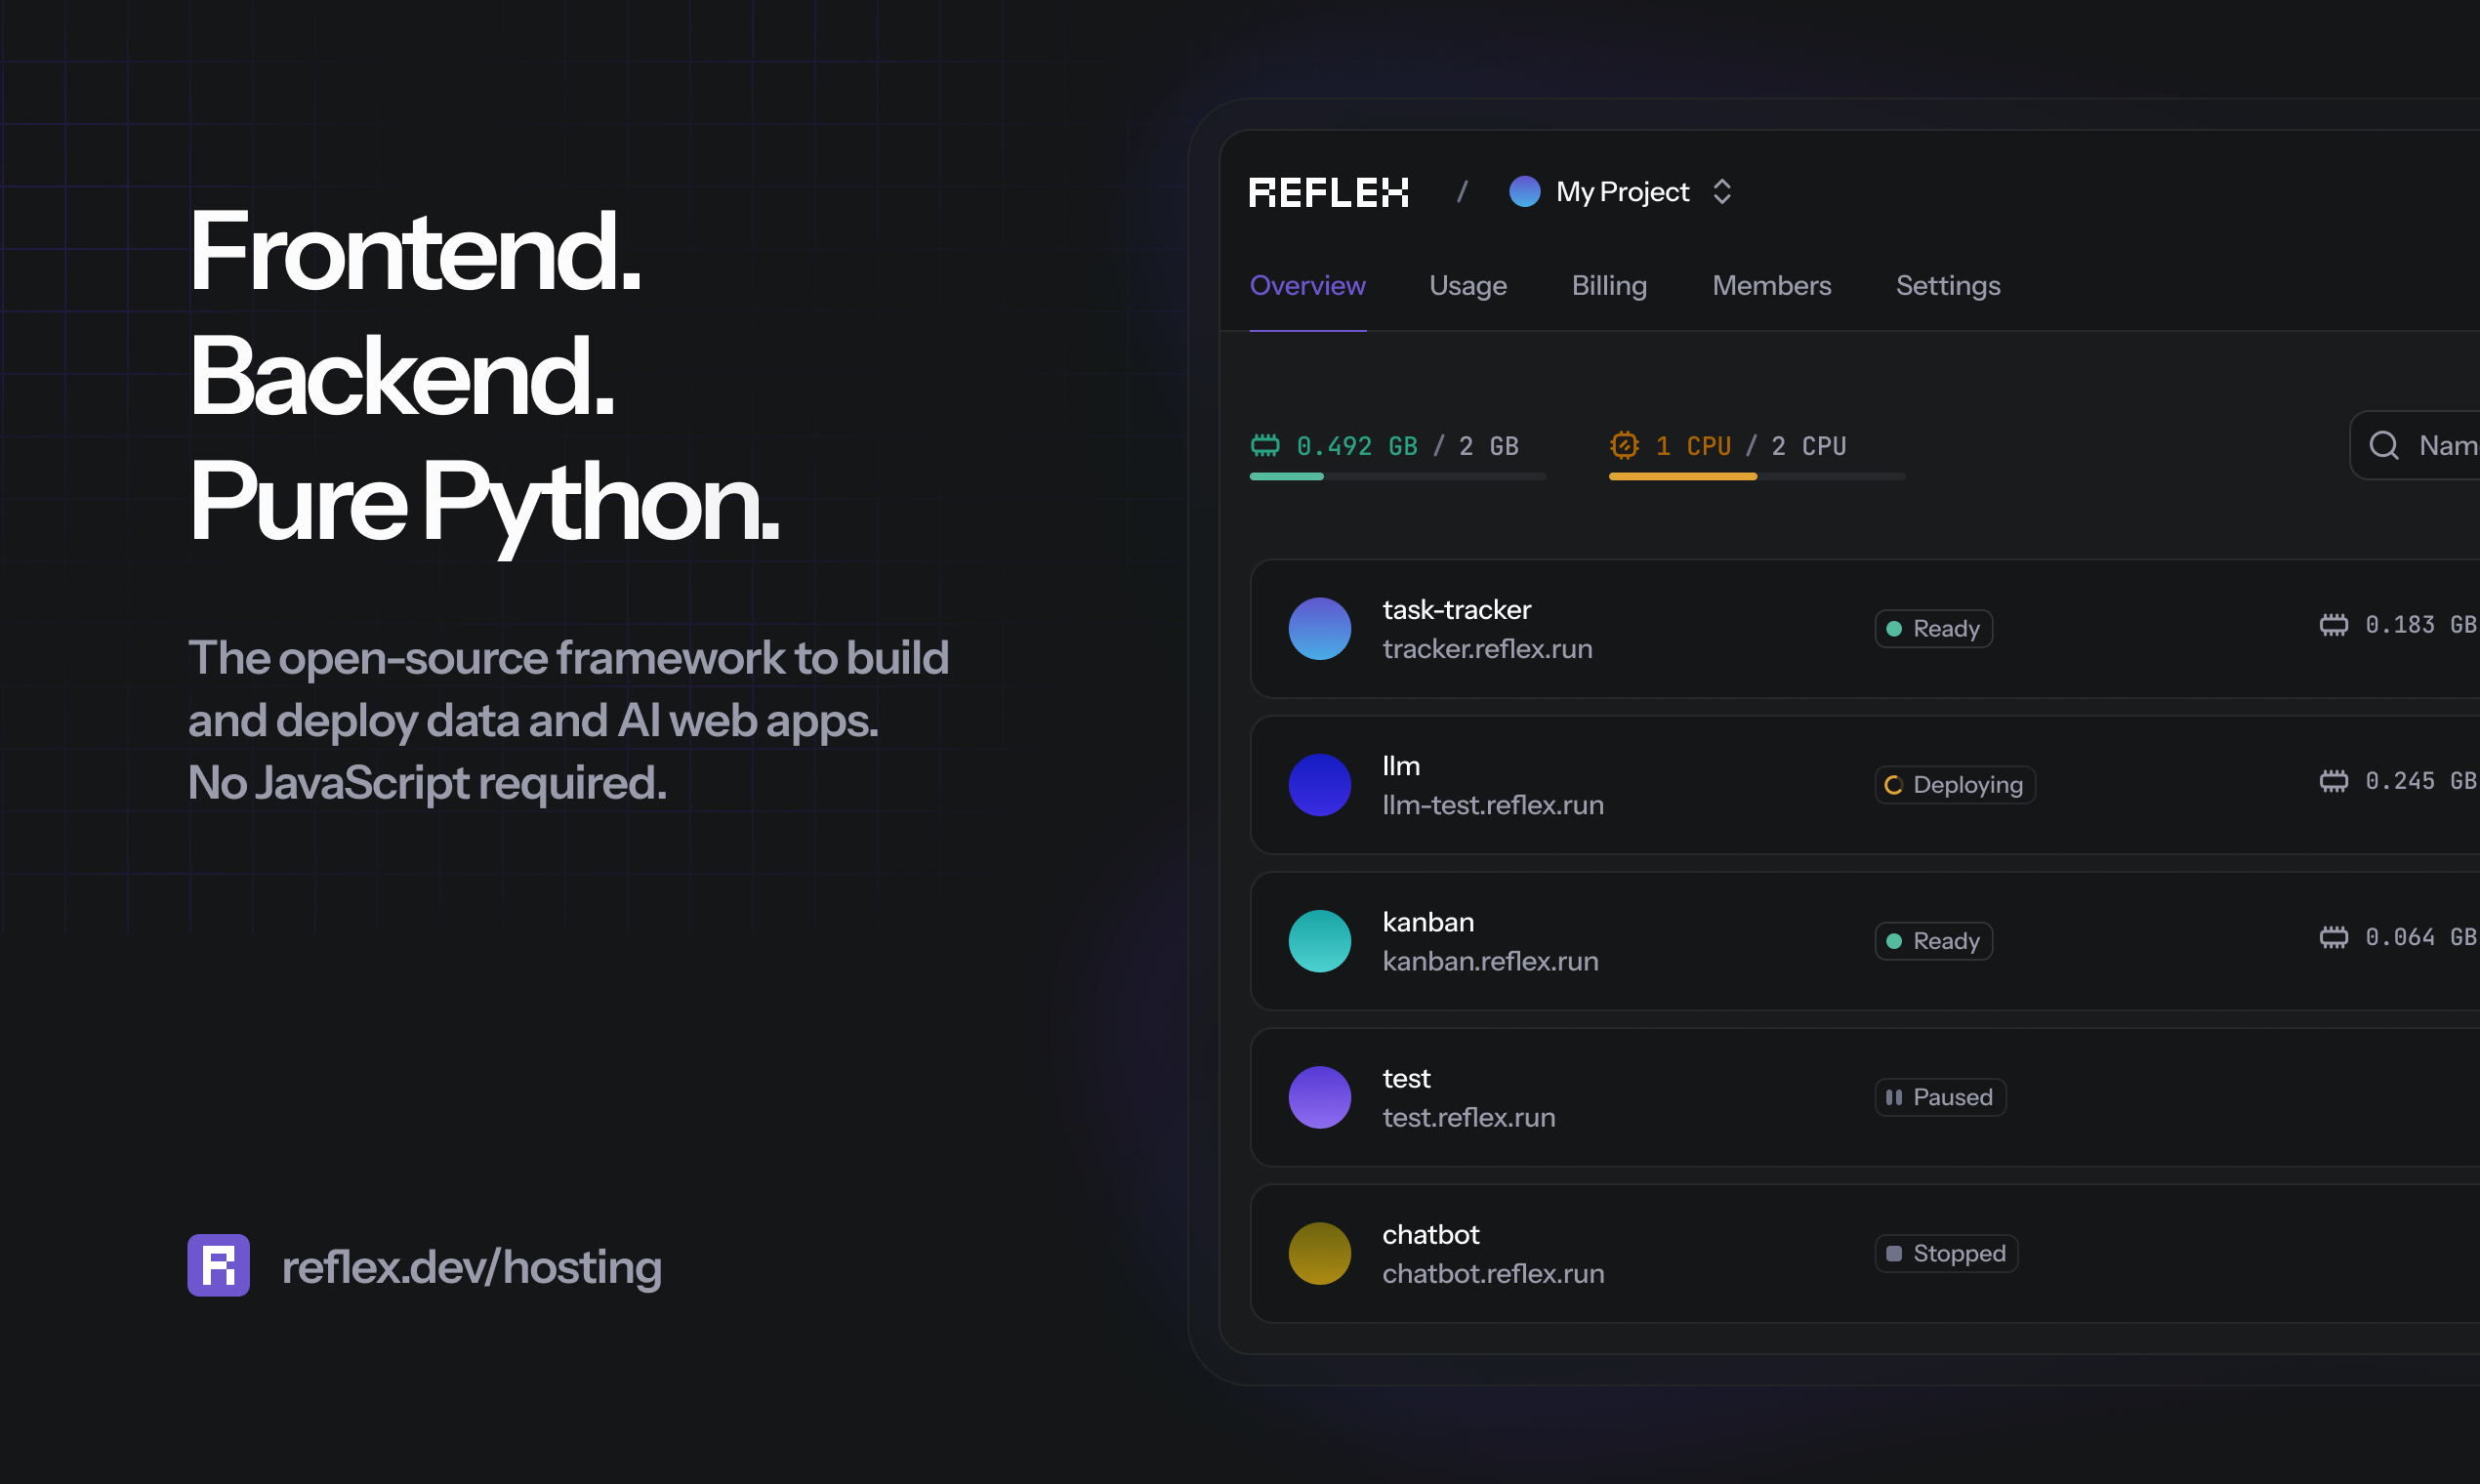 Frontend.
Backend.
Pure Python.
The open-source framework to build
and deploy data and AI web apps.
No JavaScript required.
reflex.dev/hosting
REFLEX / My Project
Overview Usage Billing Members Settings
0.492 GB / 2 GB 1 CPU / 2 CPU
Nam
task-tracker
tracker.reflex.run
Ready
0.183 GB
llm
llm-test.reflex.run
Deploying
0.245 GB
kanban
kanban.reflex.run
Ready
0.064 GB
test
test.reflex.run
Paused
chatbot
chatbot.reflex.run
Stopped